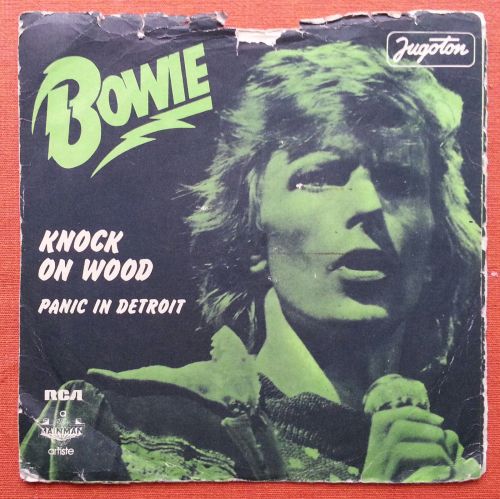 Jugoton
BOWIE
KNOCK
ON WOOD
PANIC IN DETROIT
RCA
a
MAINMAN
artiste